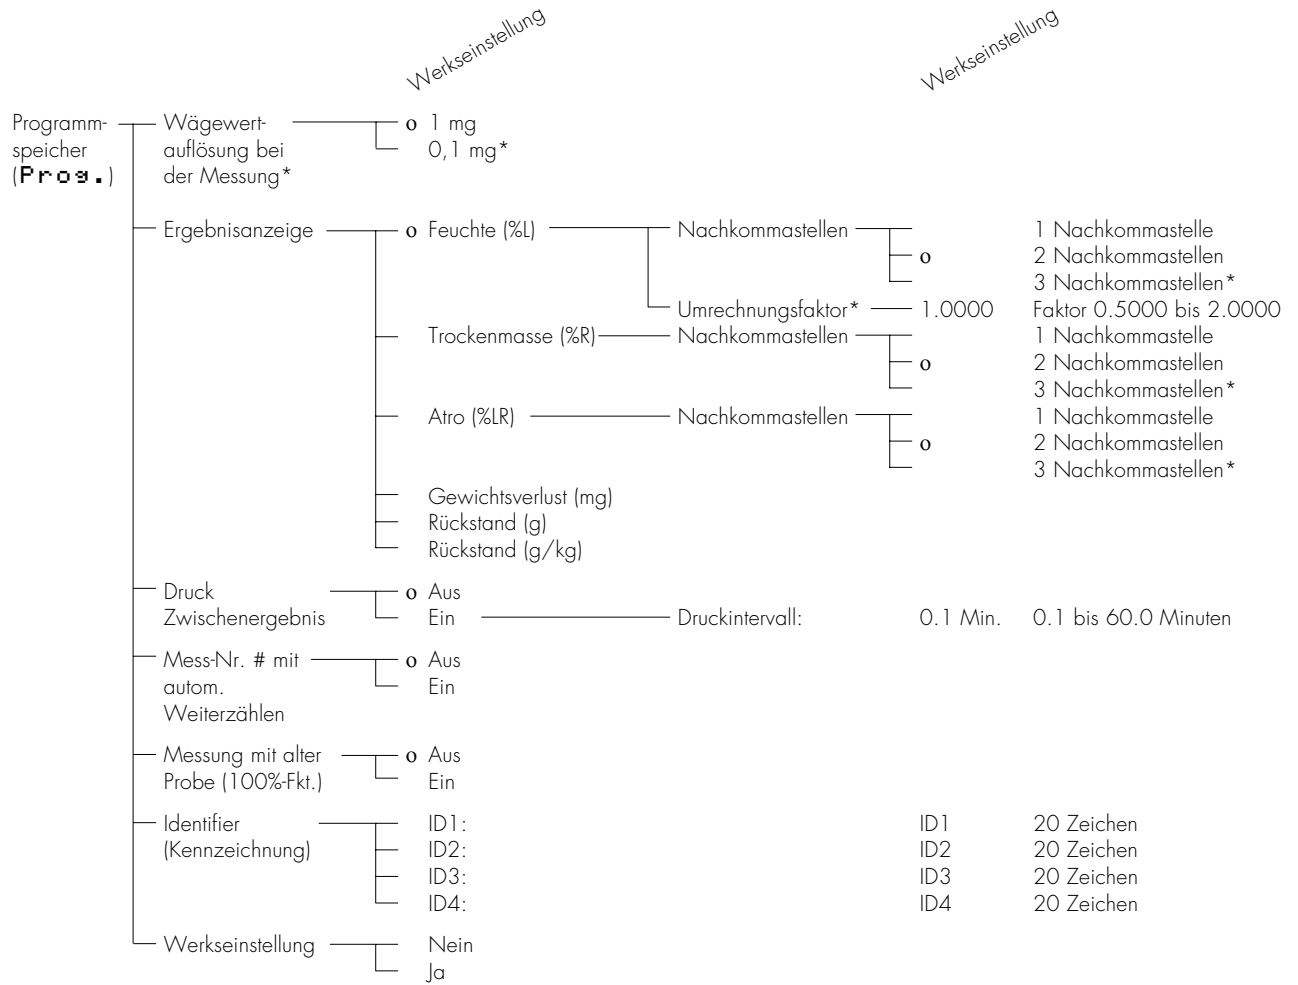 Werkseinstellung Werkseinstellung
Programm- Wägewert- o 1 mg
speicher auflösung bei 0,1 mg*
(Prog.) der Messung*
Ergebnisanzeige o Feuchte (%L) Nachkommastellen 1 Nachkommastelle
o 2 Nachkommastellen
3 Nachkommastellen*
Umrechnungsfaktor* 1.0000 Faktor 0.5000 bis 2.0000
Trockenmasse (%R) Nachkommastellen 1 Nachkommastelle
o 2 Nachkommastellen
3 Nachkommastellen*
Atro (%LR) Nachkommastellen 1 Nachkommastelle
o 2 Nachkommastellen
3 Nachkommastellen*
Gewichtsverlust (mg)
Rückstand (g)
Rückstand (g/kg)
Druck o Aus
Zwischenergebnis Ein Druckintervall: 0.1 Min. 0.1 bis 60.0 Minuten
Mess-Nr. # mit o Aus
autom. Ein
Weiterzählen
Messung mit alter o Aus
Probe (100%-Fkt.) Ein
Identifier ID1: ID1 20 Zeichen
(Kennzeichnung) ID2: ID2 20 Zeichen
ID3: ID3 20 Zeichen
ID4: ID4 20 Zeichen
Werkseinstellung Nein
Ja